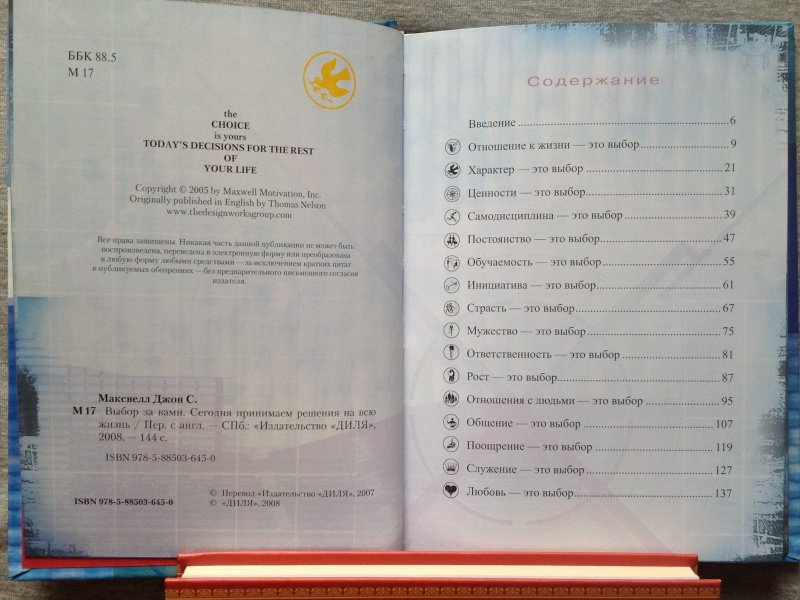 ББК 88.5
М 17
the
CHOICE
is yours
TODAY'S DECISIONS FOR THE REST
OF
YOUR LIFE
Copyright © 2005 by Maxwell Motivation, Inc.
Originally published in English by Thomas Nelson
www.thedesignworksgroup.com
Все права защищены. Никакая часть данной публикации не может быть
воспроизведена, переведена в электронную форму или преобразована
в любую форму любыми средствами — за исключением кратких цитат
в публикуемых обозрениях — без предварительного письменного согласия
издателя.
Максвелл Джон С.
М 17 Выбор за вами. Сегодня принимаем решения на всю
жизнь / Пер. с англ. — СПб.: «Издательство «ДИЛЯ»,
2008. — 144 с.
ISBN 978-5-88503-645-0
ISBN 978-5-88503-645-0
© Перевод «Издательство «ДИЛЯ», 2007
© «ДИЛЯ», 2008
Содержание
Введение 6
Отношение к жизни — это выбор 9
Характер — это выбор 21
Ценности — это выбор 31
Самодисциплина — это выбор 39
Постоянство — это выбор 47
Обучаемость — это выбор 55
Инициатива — это выбор 61
Страсть — это выбор 67
Мужество — это выбор 75
Ответственность — это выбор 81
Рост — это выбор 87
Отношения с людьми — это выбор 95
Общение — это выбор 107
Поощрение — это выбор 119
Служение — это выбор 127
Любовь — это выбор 137